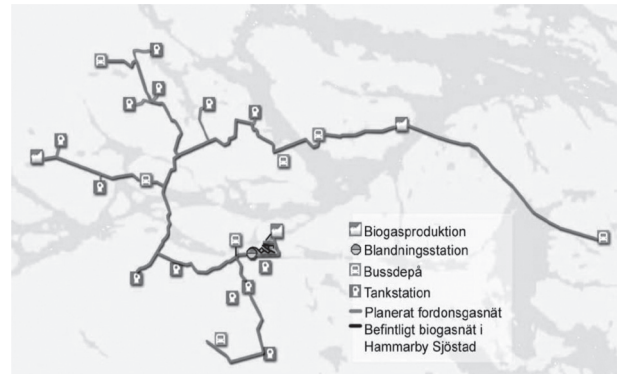 Biogasproduktion
Blandningsstation
Bussdepå
Tankstation
Planerat fordonsgasnät
Befintligt biogasnät i
Hammarby Sjöstad